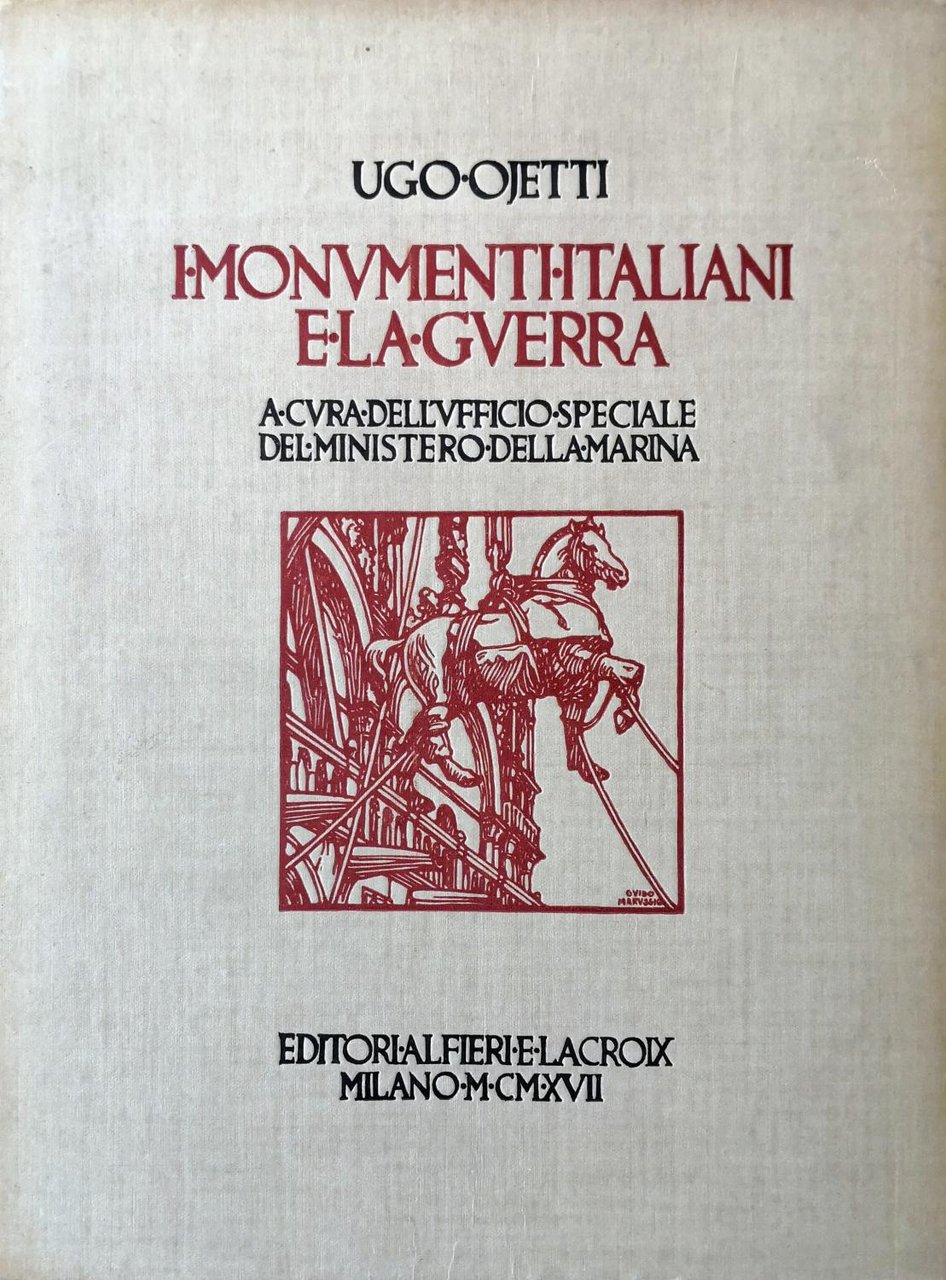 UGO·OJETTI
I·MONVMENTI·ITALIANI
E·LA·GVERRA
A·CVRA·DELL'VFFICIO·SPECIALE
DEL·MINISTERO·DELLA·MARINA
GVIDO
MARVSSIG
EDITORI·ALFIERI·E·LACROIX
MILANO·M·CM·XVII